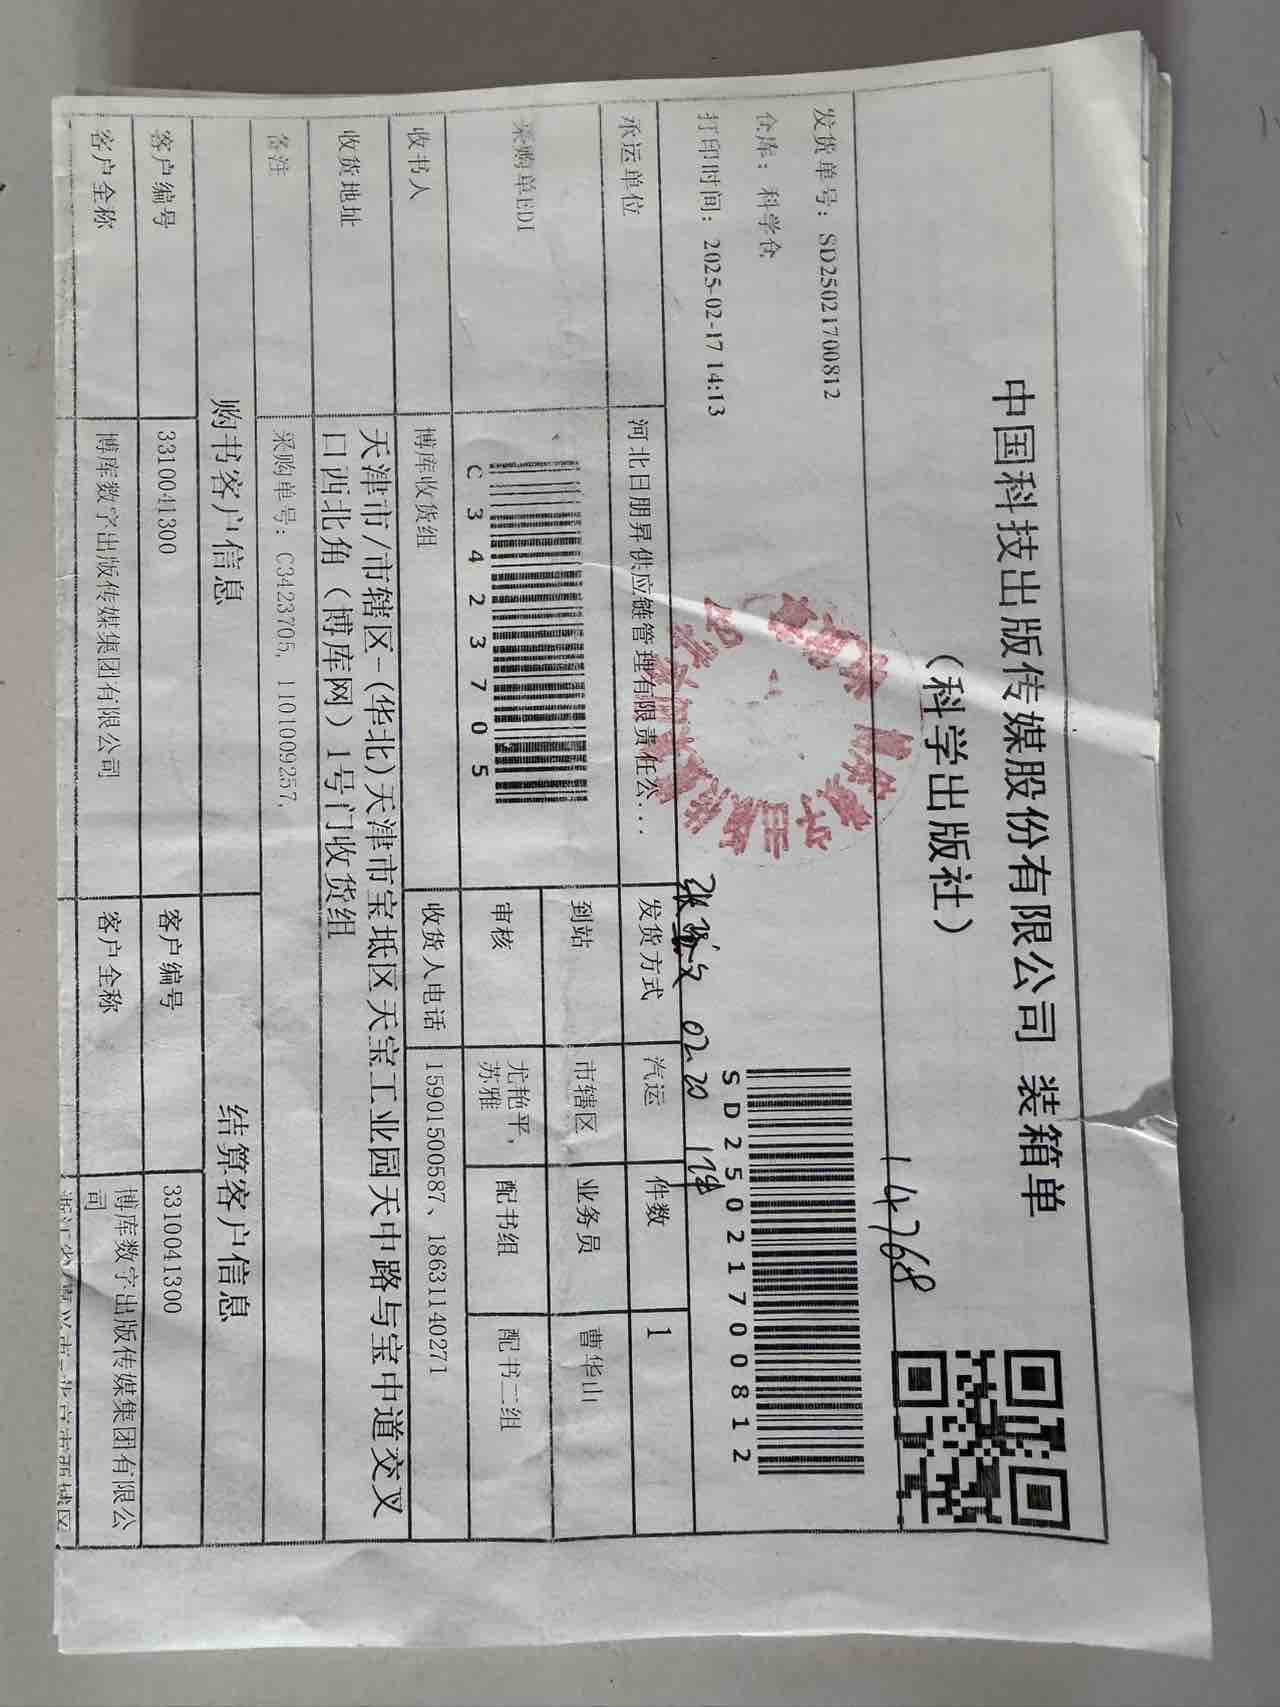 中国科技出版传媒股份有限公司 装箱单
（科学出版社）
14768
发货单号：SD25021700812
仓库：科学仓
打印时间：2025-02-17 14:13
SD25021700812
02.20
承运单位 河北日朋昇供应链管理有限责任公... 发货方式 汽运 件数 1
采购单EDI C3423705 到站 市辖区 业务员 曹华山
审核 尤艳平,苏雅 配书组 配书二组
收书人 博库收货组 收货人电话 15901500587、18631140271
收货地址 天津市/市辖区-(华北)天津市宝坻区天宝工业园天中路与宝中道交叉
口西北角（博库网）1号门收货组
备注 采购单号：C3423705, 1101009257,
购书客户信息 结算客户信息
客户编号 3310041300 客户编号 3310041300
客户全称 博库数字出版传媒集团有限公司 客户全称 博库数字出版传媒集团有限公
司